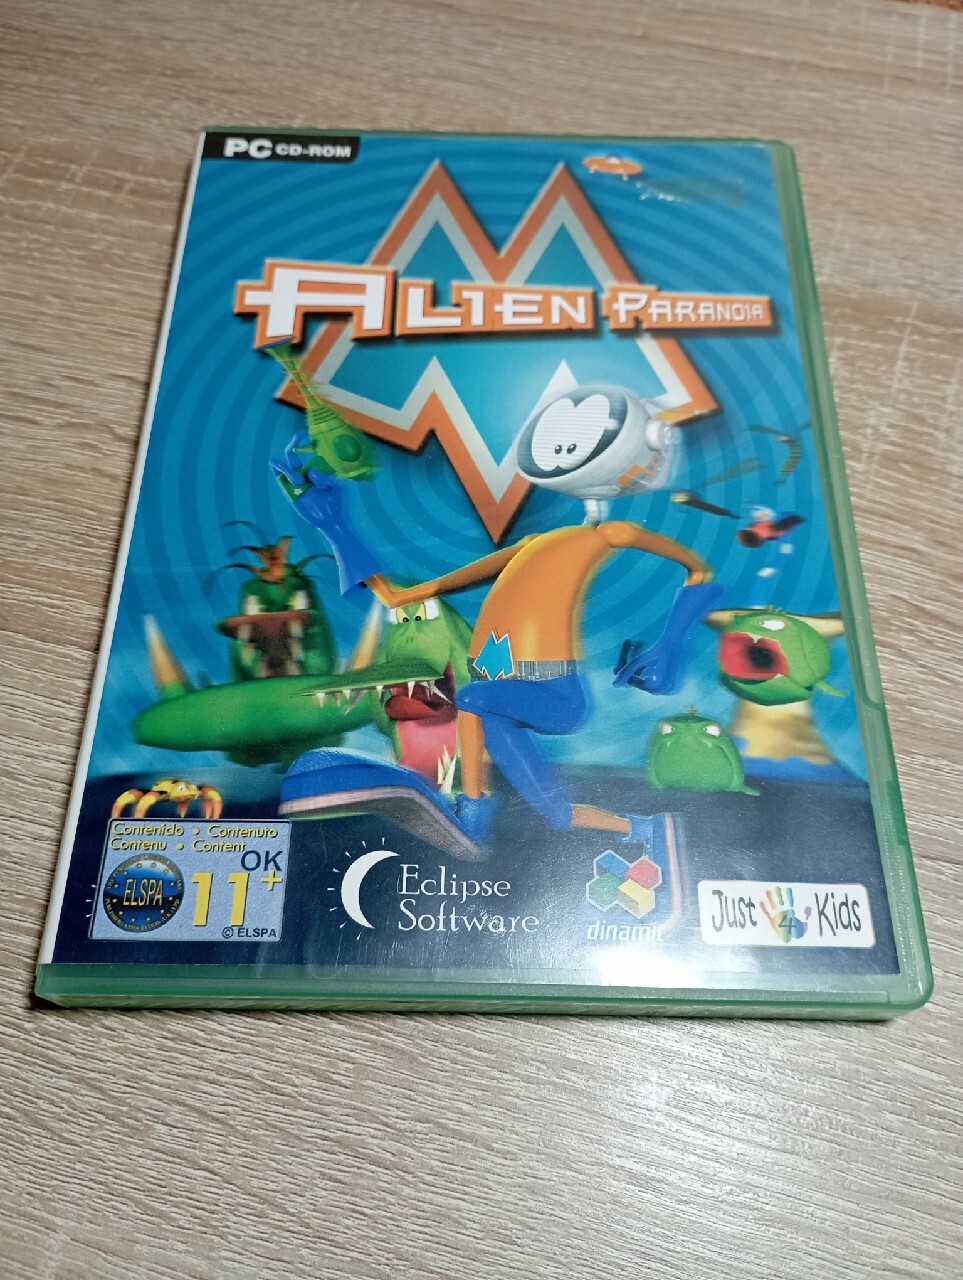 PC CD-ROM
ALIEN PARANOIA
Contenido • Contenuto
Contenu • Content
OK
ELSPA
11+
© ELSPA
Eclipse
Software
dinamic
Just 4 Kids